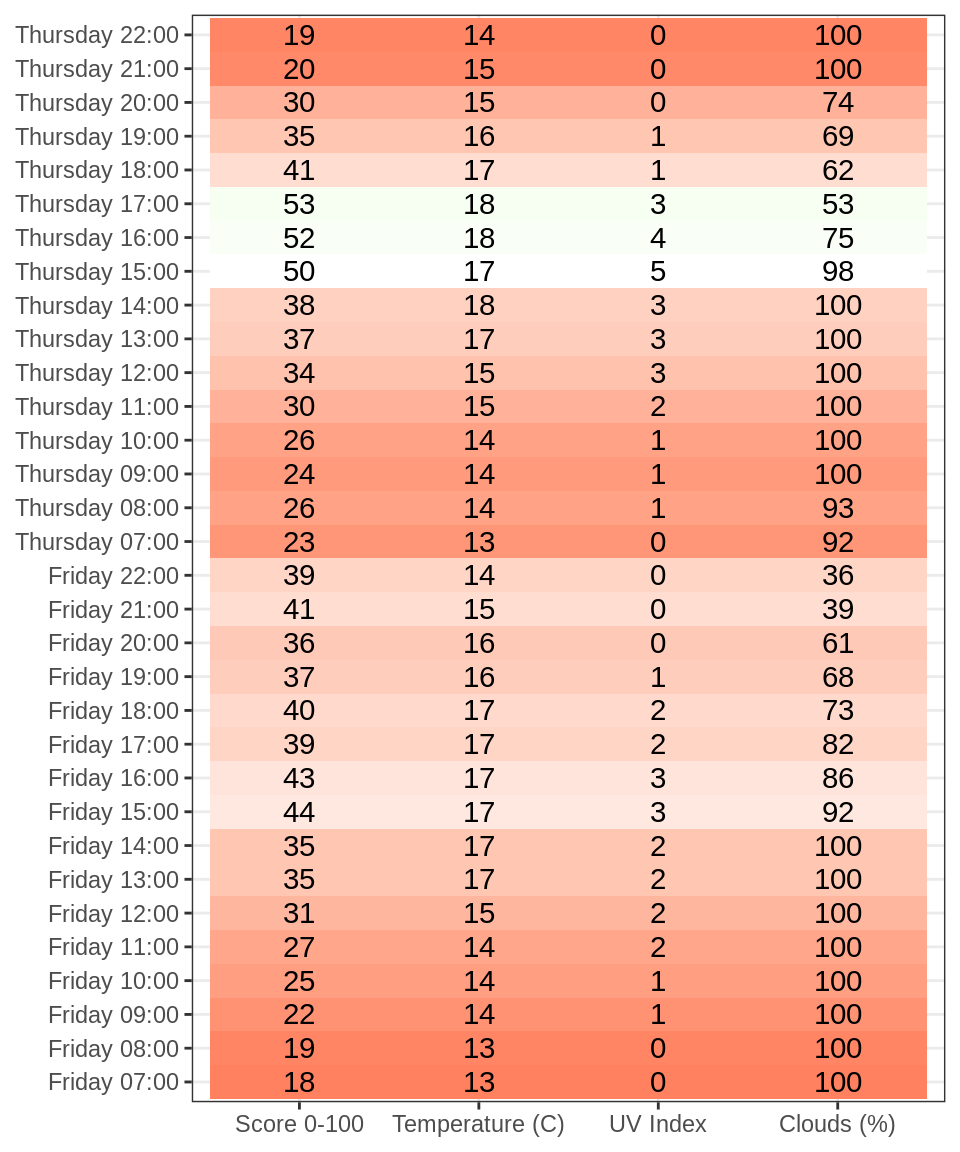 Thursday 22:00 19 14 0 100
Thursday 21:00 20 15 0 100
Thursday 20:00 30 15 0 74
Thursday 19:00 35 16 1 69
Thursday 18:00 41 17 1 62
Thursday 17:00 53 18 3 53
Thursday 16:00 52 18 4 75
Thursday 15:00 50 17 5 98
Thursday 14:00 38 18 3 100
Thursday 13:00 37 17 3 100
Thursday 12:00 34 15 3 100
Thursday 11:00 30 15 2 100
Thursday 10:00 26 14 1 100
Thursday 09:00 24 14 1 100
Thursday 08:00 26 14 1 93
Thursday 07:00 23 13 0 92
Friday 22:00 39 14 0 36
Friday 21:00 41 15 0 39
Friday 20:00 36 16 0 61
Friday 19:00 37 16 1 68
Friday 18:00 40 17 2 73
Friday 17:00 39 17 2 82
Friday 16:00 43 17 3 86
Friday 15:00 44 17 3 92
Friday 14:00 35 17 2 100
Friday 13:00 35 17 2 100
Friday 12:00 31 15 2 100
Friday 11:00 27 14 2 100
Friday 10:00 25 14 1 100
Friday 09:00 22 14 1 100
Friday 08:00 19 13 0 100
Friday 07:00 18 13 0 100
Score 0-100 Temperature (C) UV Index Clouds (%)